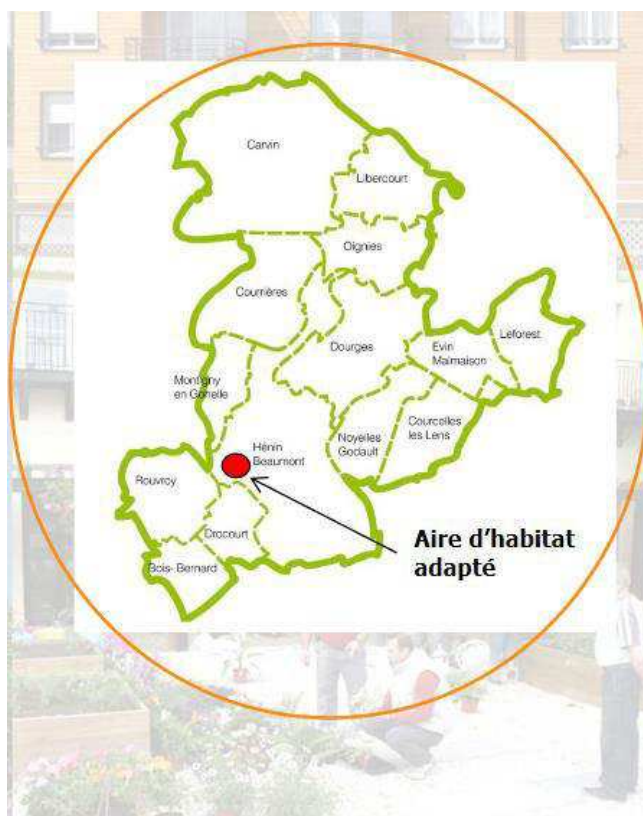 Carvin
Libercourt
Oignies
Courrières
Dourges
Evin
Malmaison
Leforest
Montigny
en Gohelle
Noyelles
Godault
Courcelles
les Lens
Hénin
Beaumont
Rouvroy
Drocourt
Bois- Bernard
Aire d'habitat
adapté